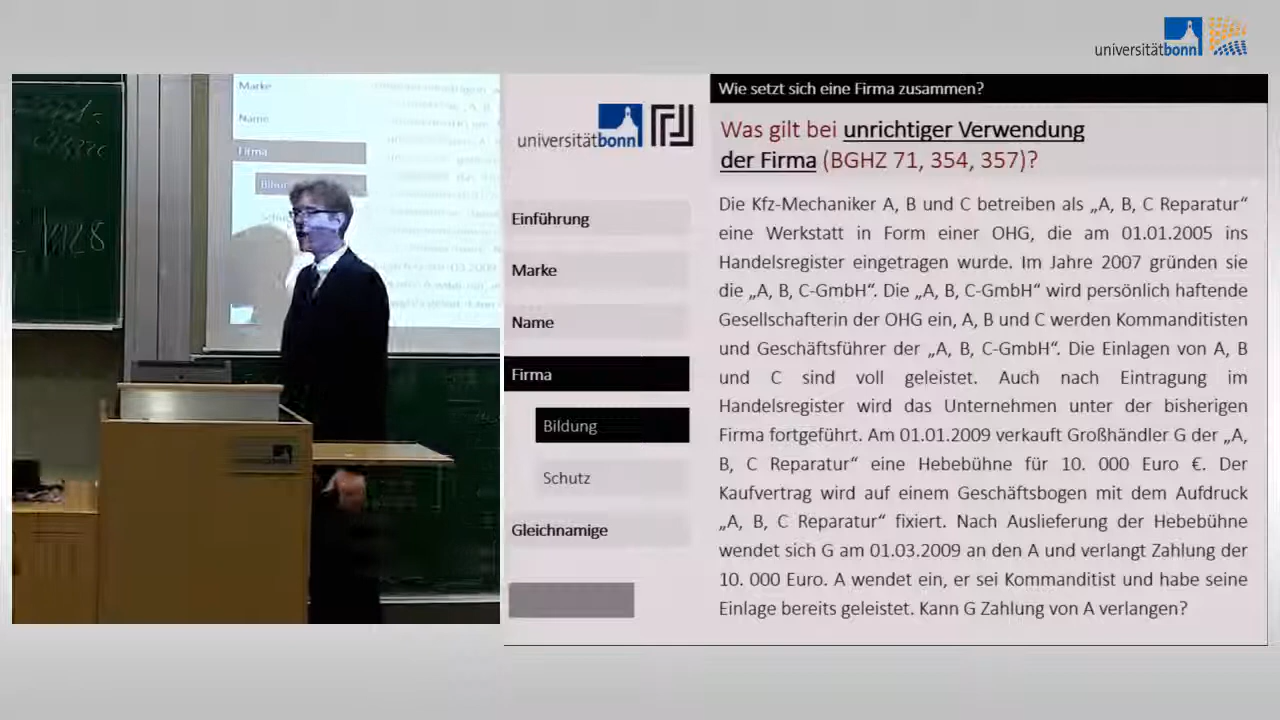 universitätbonn
Wie setzt sich eine Firma zusammen?
universitätbonn
Was gilt bei unrichtiger Verwendung
der Firma (BGHZ 71, 354, 357)?
Einführung
Marke
Name
Firma
Bildung
Schutz
Gleichnamige
Die Kfz-Mechaniker A, B und C betreiben als „A, B, C Reparatur“
eine Werkstatt in Form einer OHG, die am 01.01.2005 ins
Handelsregister eingetragen wurde. Im Jahre 2007 gründen sie
die „A, B, C-GmbH“. Die „A, B, C-GmbH“ wird persönlich haftende
Gesellschafterin der OHG ein, A, B und C werden Kommanditisten
und Geschäftsführer der „A, B, C-GmbH“. Die Einlagen von A, B
und C sind voll geleistet. Auch nach Eintragung im
Handelsregister wird das Unternehmen unter der bisherigen
Firma fortgeführt. Am 01.01.2009 verkauft Großhändler G der „A,
B, C Reparatur“ eine Hebebühne für 10. 000 Euro €. Der
Kaufvertrag wird auf einem Geschäftsbogen mit dem Aufdruck
„A, B, C Reparatur“ fixiert. Nach Auslieferung der Hebebühne
wendet sich G am 01.03.2009 an den A und verlangt Zahlung der
10. 000 Euro. A wendet ein, er sei Kommanditist und habe seine
Einlage bereits geleistet. Kann G Zahlung von A verlangen?
Marke
Name
Firma